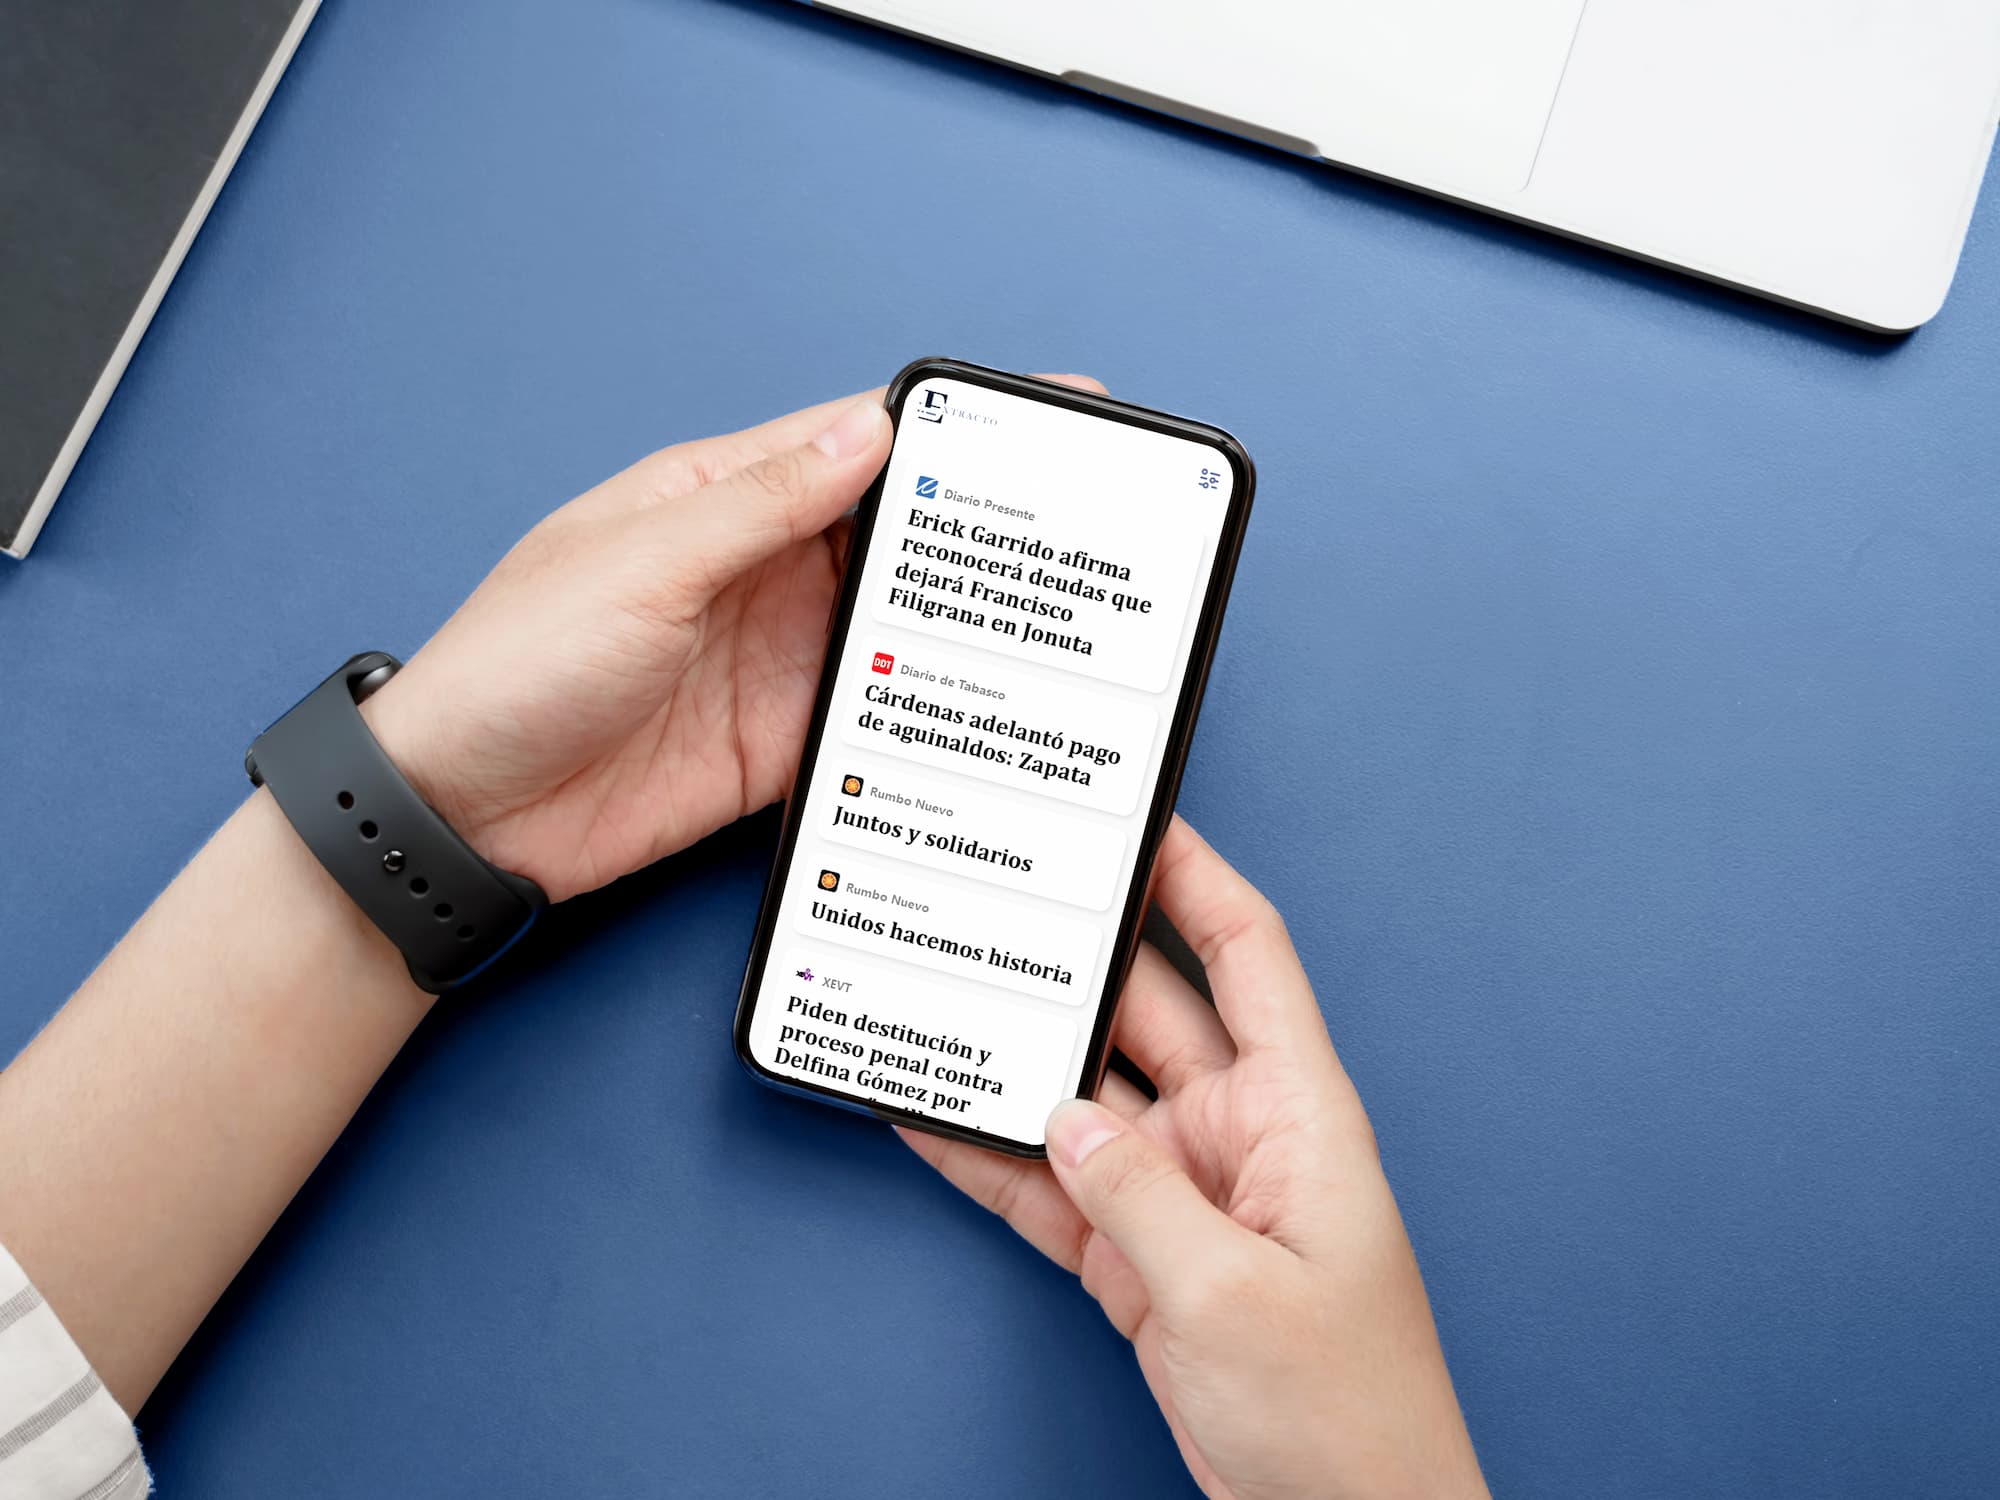 EXTRACTO
Diario Presente
Erick Garrido afirma
reconocerá deudas que
dejará Francisco
Filigrana en Jonuta
DDT
Diario de Tabasco
Cárdenas adelantó pago
de aguinaldos: Zapata
Rumbo Nuevo
Juntos y solidarios
Rumbo Nuevo
Unidos hacemos historia
XEVT
XEVT
Piden destitución y
proceso penal contra
Delfina Gómez por